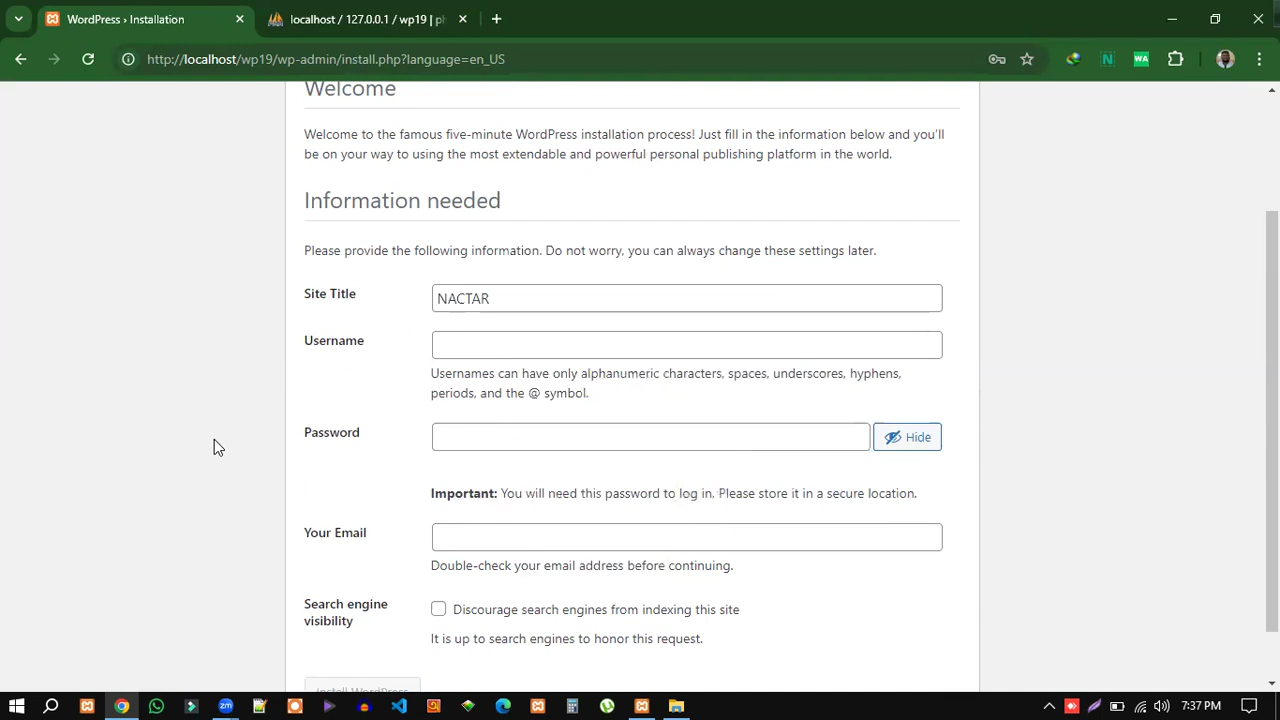 WordPress › Installation
localhost / 127.0.0.1 / wp19 | ph
http://localhost/wp19/wp-admin/install.php?language=en_US
Welcome
Welcome to the famous five-minute WordPress installation process! Just fill in the information below and you'll
be on your way to using the most extendable and powerful personal publishing platform in the world.
Information needed
Please provide the following information. Do not worry, you can always change these settings later.
Site Title
NACTAR
Username
Usernames can have only alphanumeric characters, spaces, underscores, hyphens,
periods, and the @ symbol.
Password
Hide
Important: You will need this password to log in. Please store it in a secure location.
Your Email
Double-check your email address before continuing.
Search engine
visibility
Discourage search engines from indexing this site
It is up to search engines to honor this request.
Install WordPress
7:37 PM